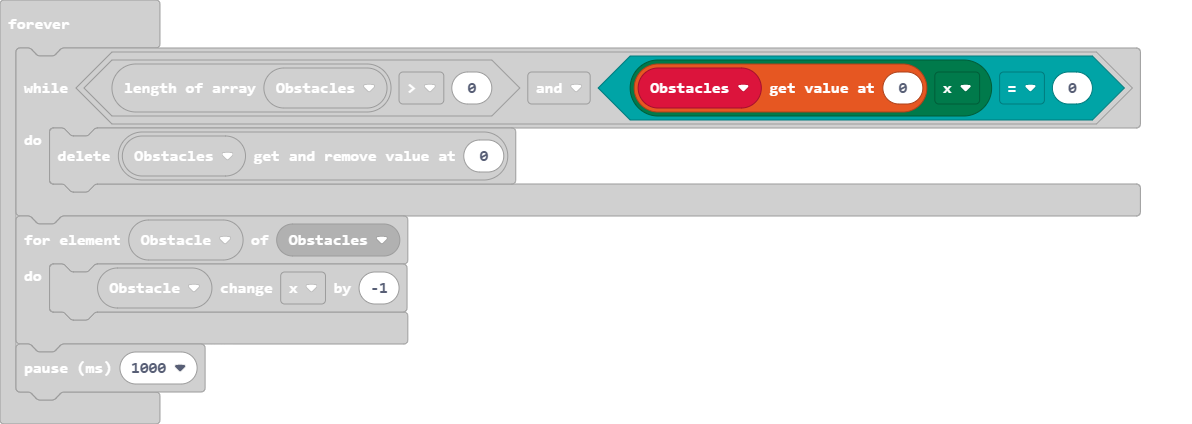 forever
while length of array Obstacles > 0 and Obstacles get value at 0 x = 0
do
delete Obstacles get and remove value at 0
for element Obstacle of Obstacles
do
Obstacle change x by -1
pause (ms) 1000